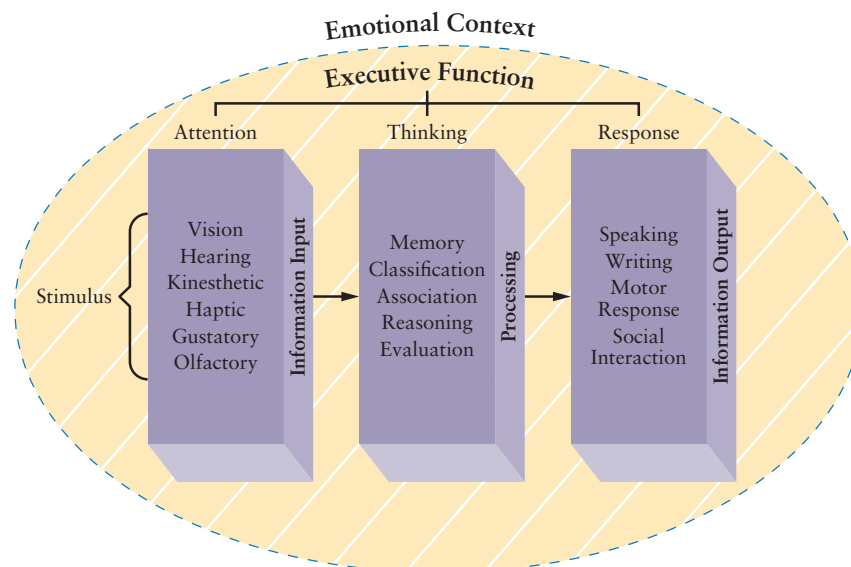 Emotional Context
Executive Function
Attention
Thinking
Response
Stimulus
Vision
Hearing
Kinesthetic
Haptic
Gustatory
Olfactory
Information Input
Memory
Classification
Association
Reasoning
Evaluation
Processing
Speaking
Writing
Motor
Response
Social
Interaction
Information Output